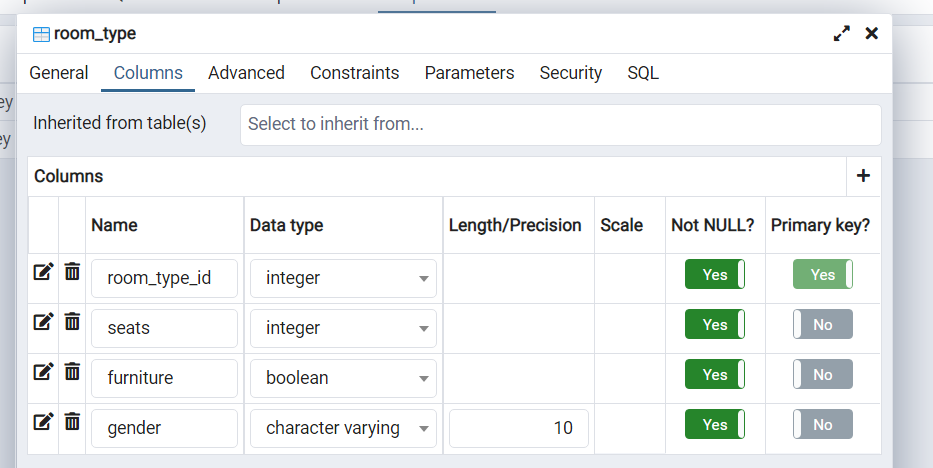 room_type
General Columns Advanced Constraints Parameters Security SQL
Inherited from table(s) Select to inherit from...
Columns
Name Data type Length/Precision Scale Not NULL? Primary key?
room_type_id integer Yes Yes
seats integer Yes No
furniture boolean Yes No
gender character varying 10 Yes No
ey
ey